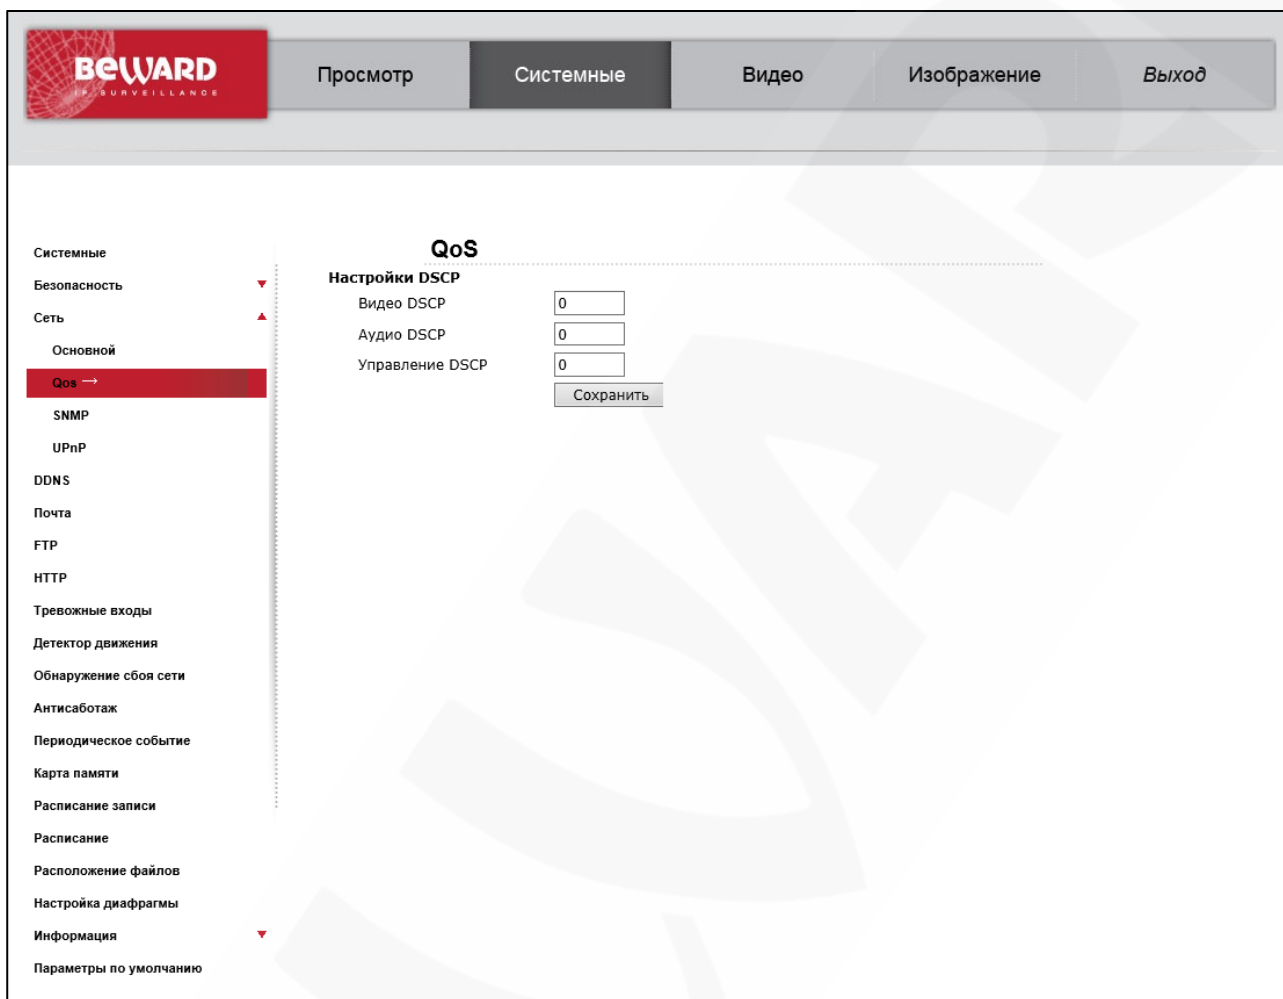 BEWARD
IP SURVEILLANCE
Просмотр
Системные
Видео
Изображение
Выход
Системные
Безопасность
Сеть
Основной
Qos →
SNMP
UPnP
DDNS
Почта
FTP
HTTP
Тревожные входы
Детектор движения
Обнаружение сбоя сети
Антисаботаж
Периодическое событие
Карта памяти
Расписание записи
Расписание
Расположение файлов
Настройка диафрагмы
Информация
Параметры по умолчанию
QoS
Настройки DSCP
Видео DSCP 0
Аудио DSCP 0
Управление DSCP 0
Сохранить